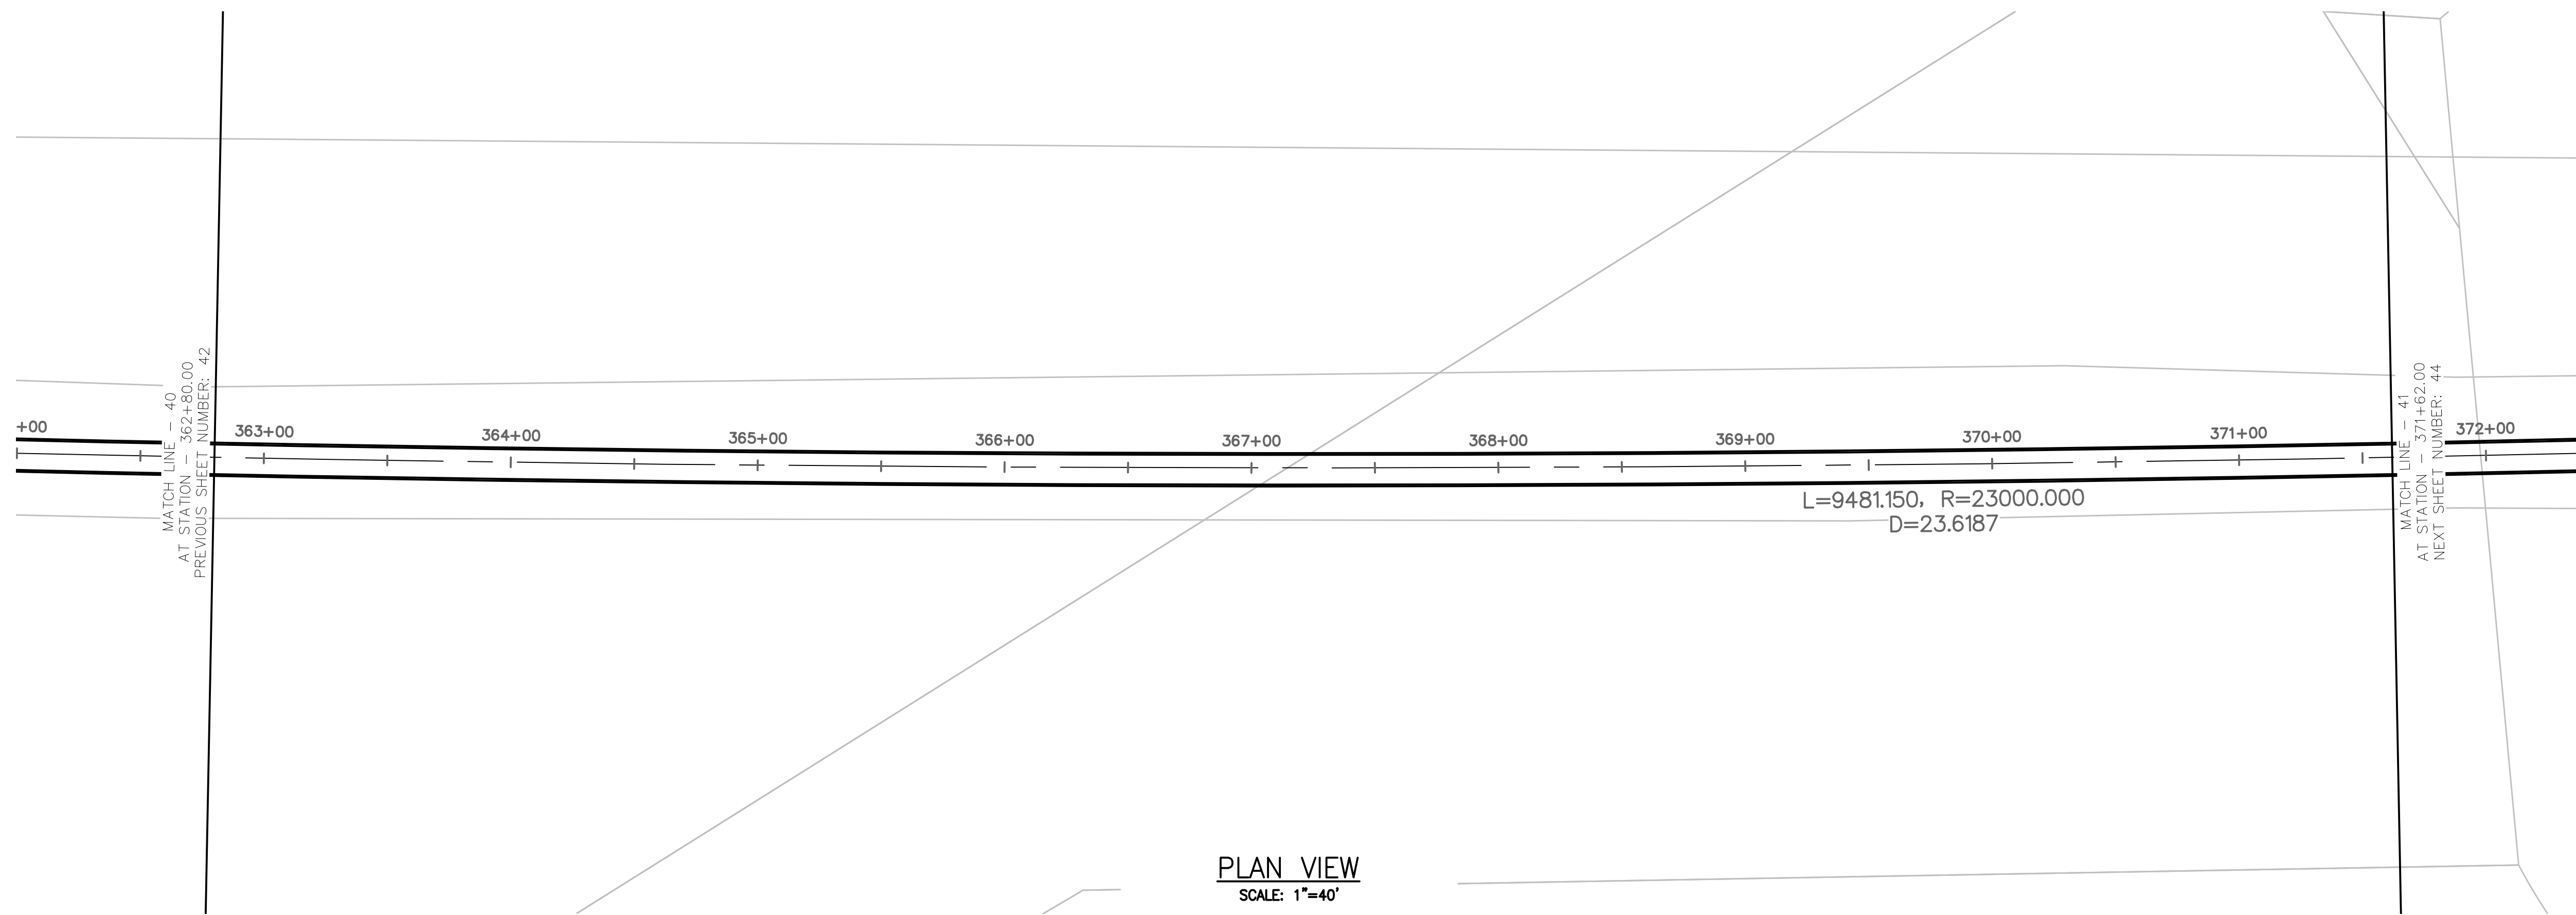 MATCH LINE - 40
AT STATION - 362+80.00
PREVIOUS SHEET NUMBER: 42
+00
363+00
364+00
365+00
366+00
367+00
368+00
369+00
370+00
371+00
372+00
L=9481.150, R=23000.000
D=23.6187
MATCH LINE - 41
AT STATION - 371+62.00
NEXT SHEET NUMBER: 44
PLAN VIEW
SCALE: 1"=40'